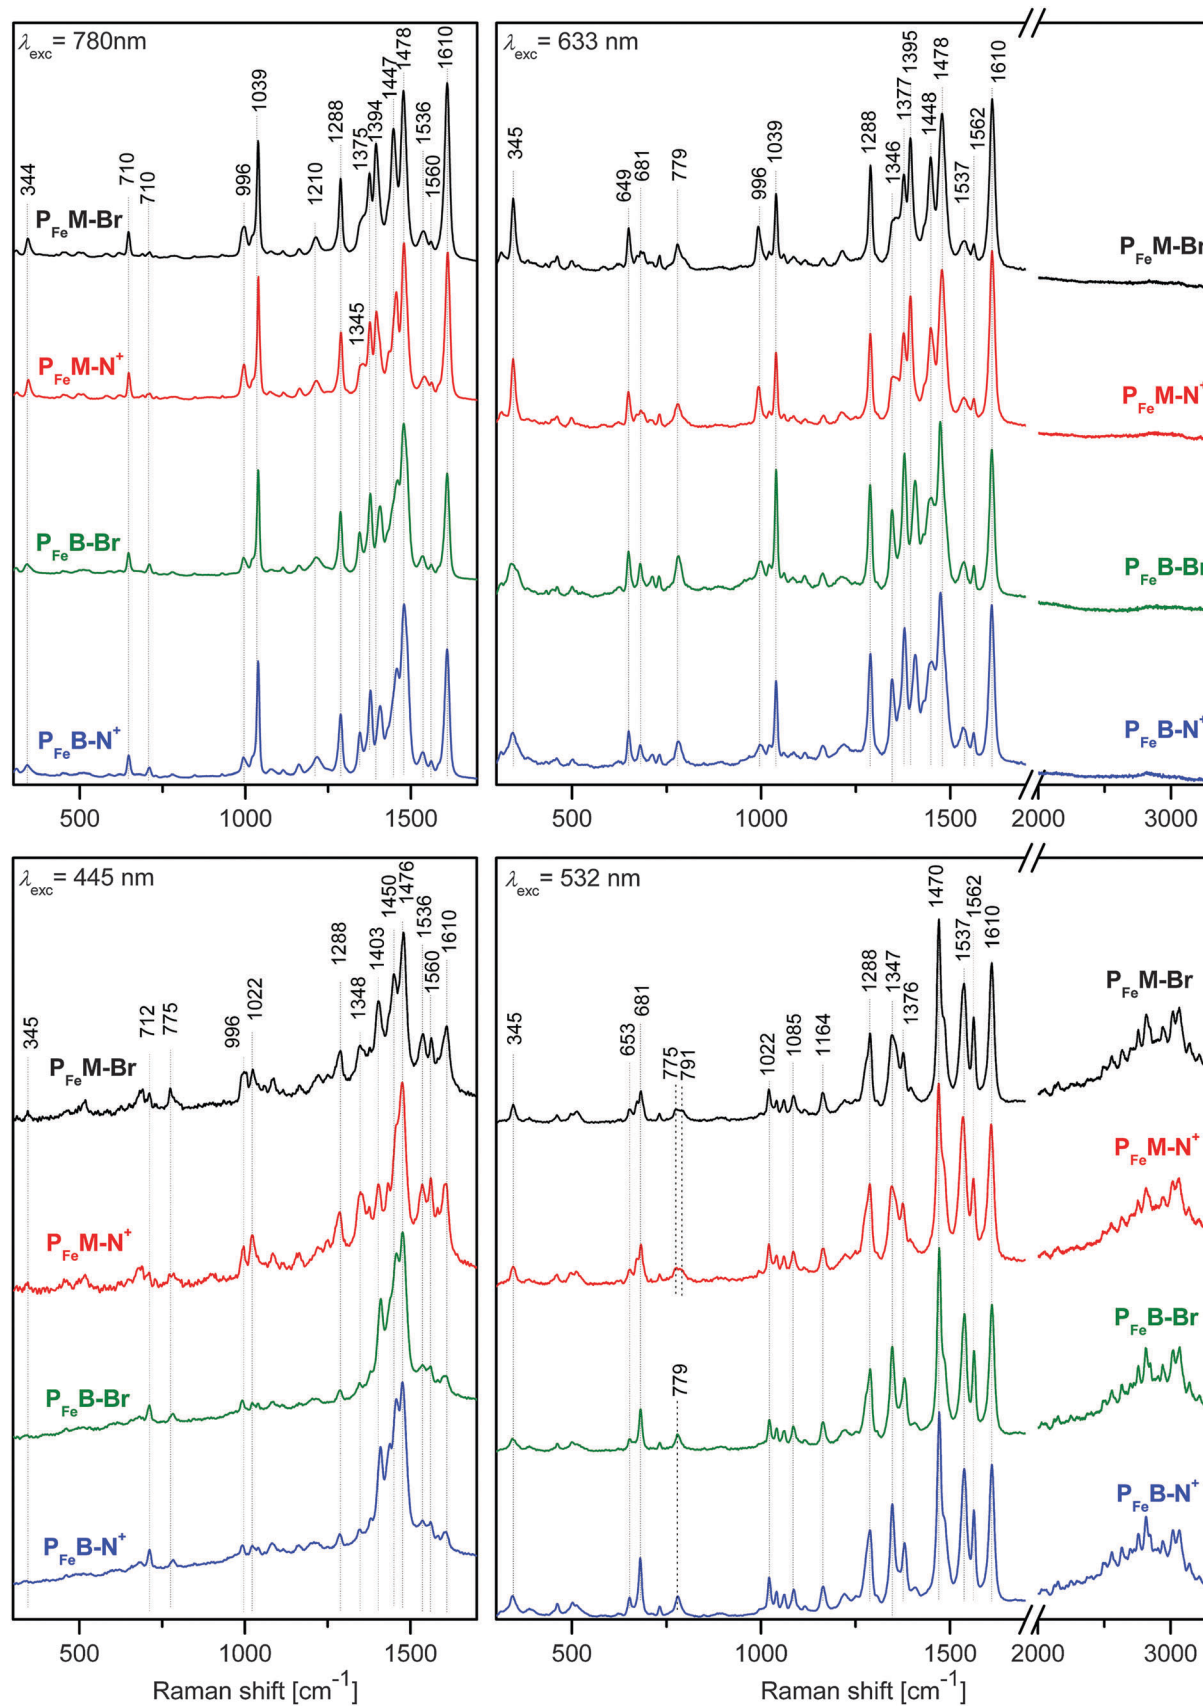 λexc = 780nm
344
710
710
996
1039
1210
1288
1375
1394
1447
1478
1536
1560
1610
1345
PFeM-Br
PFeM-N+
PFeB-Br
PFeB-N+
500 1000 1500
λexc = 633 nm
345
649
681
779
996
1039
1288
1346
1377
1395
1448
1478
1537
1562
1610
PFeM-Br
PFeM-N+
PFeB-Br
PFeB-N+
500 1000 1500 2000 3000
λexc = 445 nm
345
712
775
996
1022
1288
1348
1403
1450
1476
1536
1560
1610
PFeM-Br
PFeM-N+
PFeB-Br
PFeB-N+
500 1000 1500
Raman shift [cm-1]
λexc = 532 nm
345
653
681
775
791
1022
1085
1164
1288
1347
1376
1470
1537
1562
1610
779
PFeM-Br
PFeM-N+
PFeB-Br
PFeB-N+
500 1000 1500 2000 3000
Raman shift [cm-1]